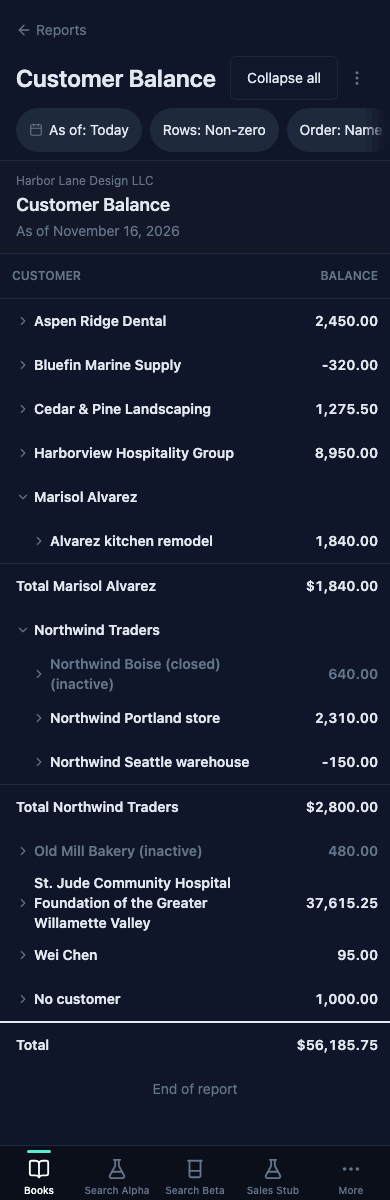 Reports
Customer Balance
Collapse all
As of: Today
Rows: Non-zero
Order: Name
Harbor Lane Design LLC
Customer Balance
As of November 16, 2026
CUSTOMER BALANCE
Aspen Ridge Dental 2,450.00
Bluefin Marine Supply -320.00
Cedar & Pine Landscaping 1,275.50
Harborview Hospitality Group 8,950.00
Marisol Alvarez
Alvarez kitchen remodel 1,840.00
Total Marisol Alvarez $1,840.00
Northwind Traders
Northwind Boise (closed)
(inactive) 640.00
Northwind Portland store 2,310.00
Northwind Seattle warehouse -150.00
Total Northwind Traders $2,800.00
Old Mill Bakery (inactive) 480.00
St. Jude Community Hospital
Foundation of the Greater 37,615.25
Willamette Valley
Wei Chen 95.00
No customer 1,000.00
Total $56,185.75
End of report
Books
Search Alpha
Search Beta
Sales Stub
More